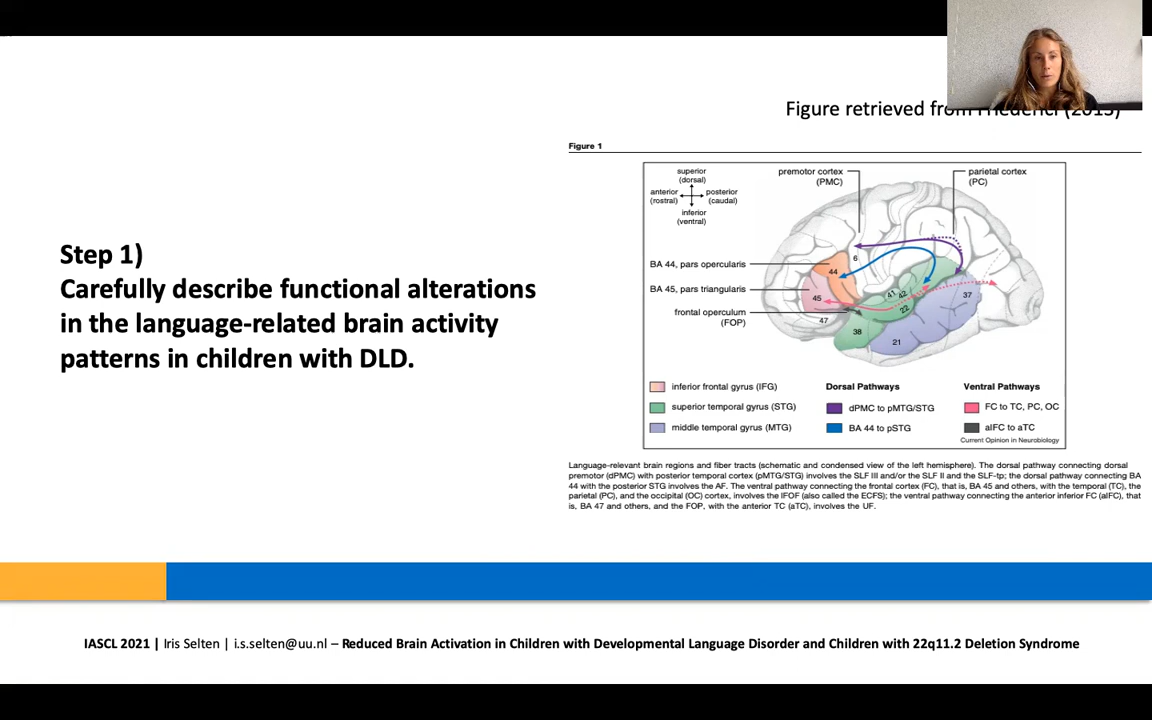 Figure retrieved from Friederici (2015)
Figure 1
superior
(dorsal)
anterior
(rostral)
posterior
(caudal)
inferior
(ventral)
premotor cortex
(PMC)
parietal cortex
(PC)
BA 44, pars opercularis
BA 45, pars triangularis
frontal operculum
(FOP)
6
44
45
47
41
42
22
38
21
37
inferior frontal gyrus (IFG)
superior temporal gyrus (STG)
middle temporal gyrus (MTG)
Dorsal Pathways
dPMC to pMTG/STG
BA 44 to pSTG
Ventral Pathways
FC to TC, PC, OC
aIFC to aTC
Current Opinion in Neurobiology
Language-relevant brain regions and fiber tracts (schematic and condensed view of the left hemisphere). The dorsal pathway connecting dorsal
premotor (dPMC) with posterior temporal cortex (pMTG/STG) involves the SLF III and/or the SLF II and the SLF-tp; the dorsal pathway connecting BA
44 with the posterior STG involves the AF. The ventral pathway connecting the frontal cortex (FC), that is, BA 45 and others, with the temporal (TC), the
parietal (PC), and the occipital (OC) cortex, involves the IFOF (also called the ECFS); the ventral pathway connecting the anterior inferior FC (aIFC), that
is, BA 47 and others, and the FOP, with the anterior TC (aTC), involves the UF.
Step 1)
Carefully describe functional alterations
in the language-related brain activity
patterns in children with DLD.
IASCL 2021 | Iris Selten | i.s.selten@uu.nl – Reduced Brain Activation in Children with Developmental Language Disorder and Children with 22q11.2 Deletion Syndrome